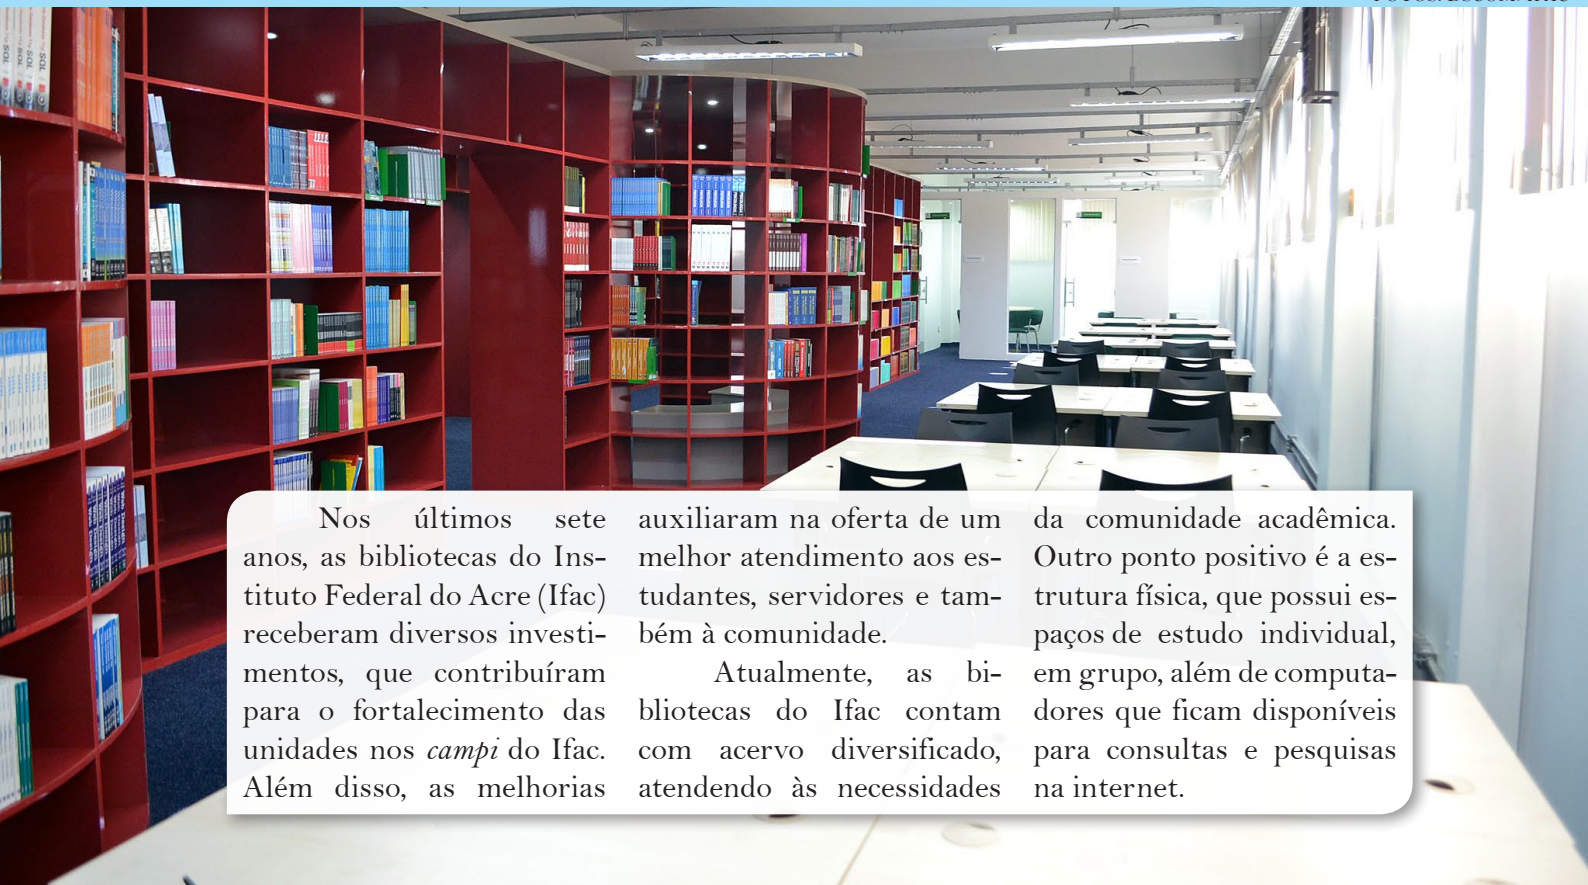 Nos últimos sete
anos, as bibliotecas do Ins-
tituto Federal do Acre (Ifac)
receberam diversos investi-
mentos, que contribuíram
para o fortalecimento das
unidades nos campi do Ifac.
Além disso, as melhorias
auxiliaram na oferta de um
melhor atendimento aos es-
tudantes, servidores e tam-
bém à comunidade.
Atualmente, as bi-
bliotecas do Ifac contam
com acervo diversificado,
atendendo às necessidades
da comunidade acadêmica.
Outro ponto positivo é a es-
trutura física, que possui es-
paços de estudo individual,
em grupo, além de computa-
dores que ficam disponíveis
para consultas e pesquisas
na internet.